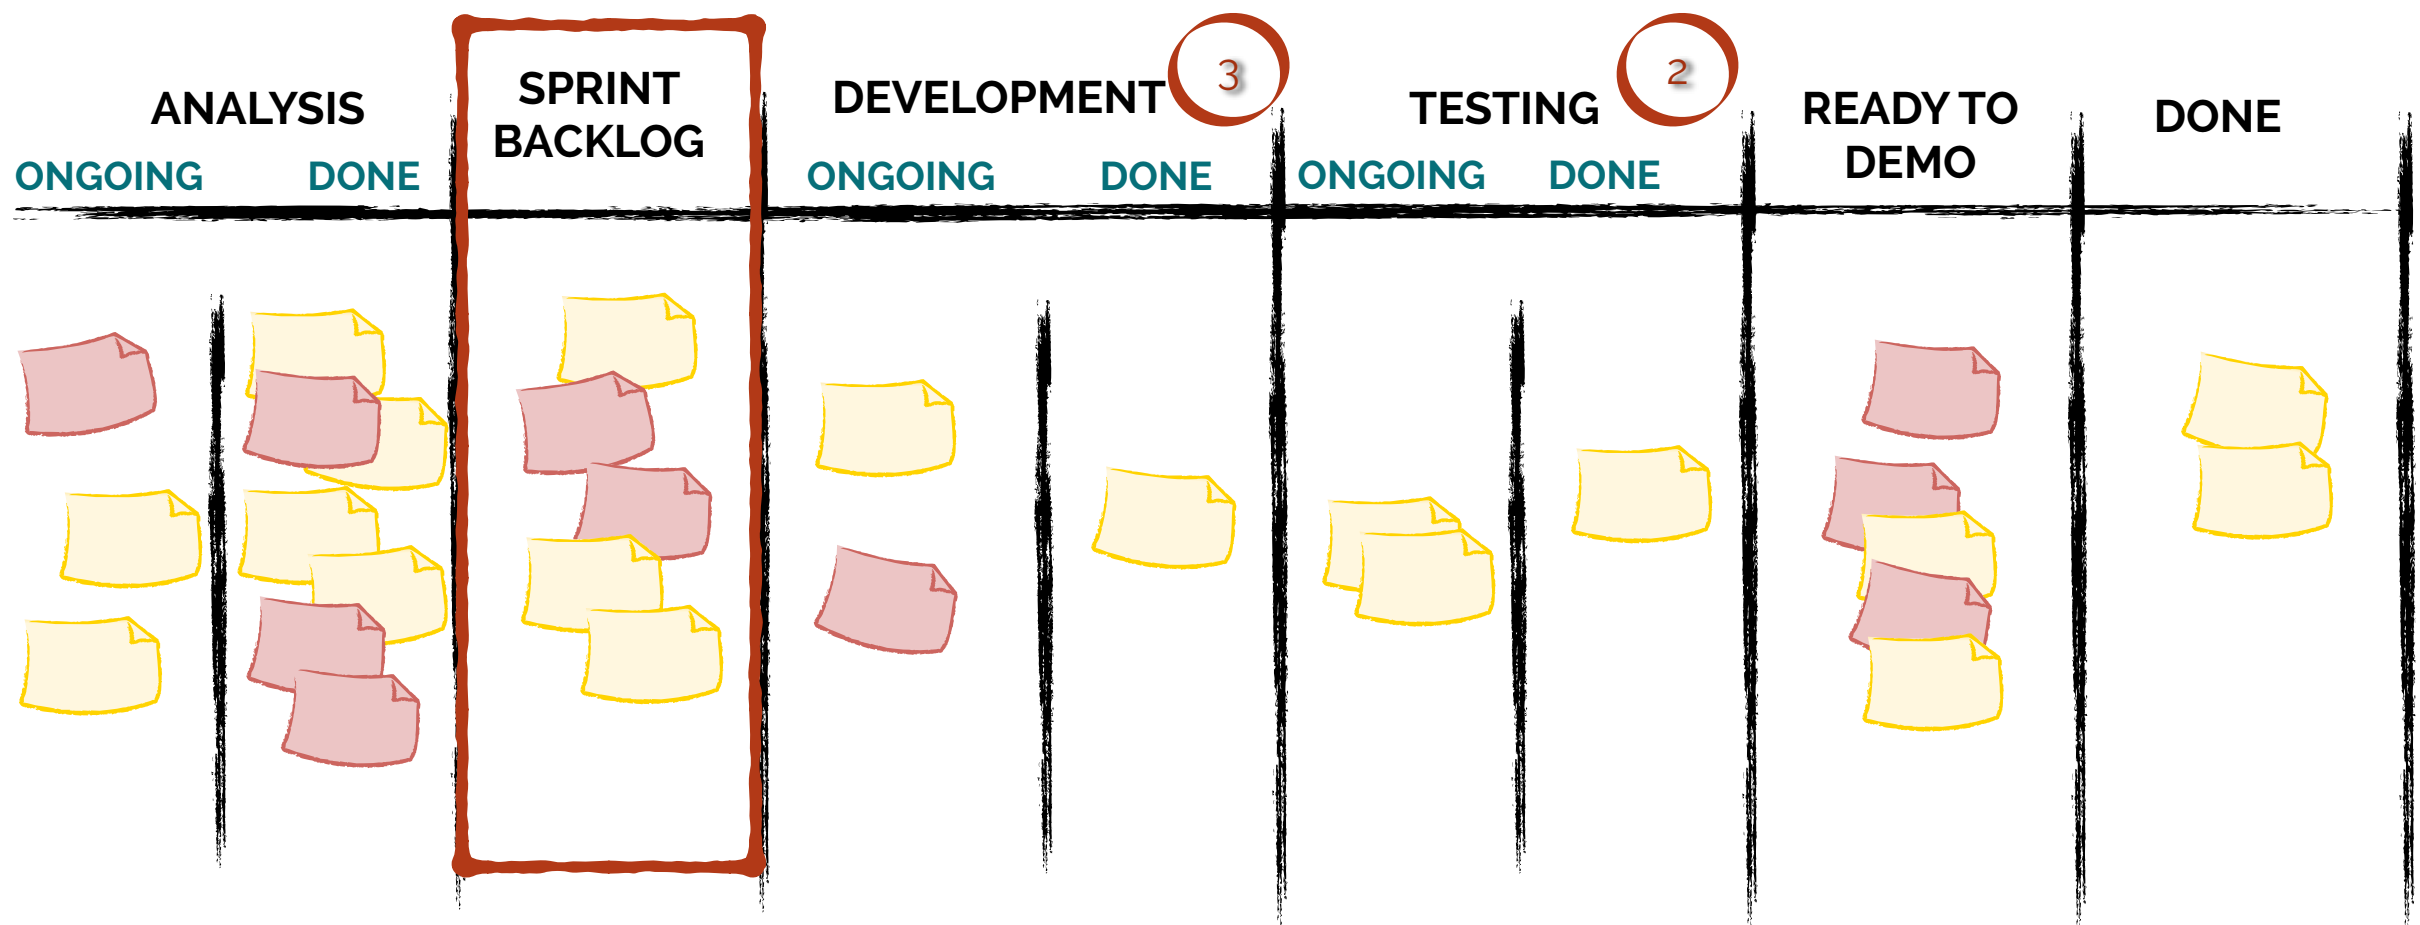 ANALYSIS
ONGOING
DONE
SPRINT
BACKLOG
DEVELOPMENT
3
ONGOING
DONE
TESTING
2
ONGOING
DONE
READY TO
DEMO
DONE